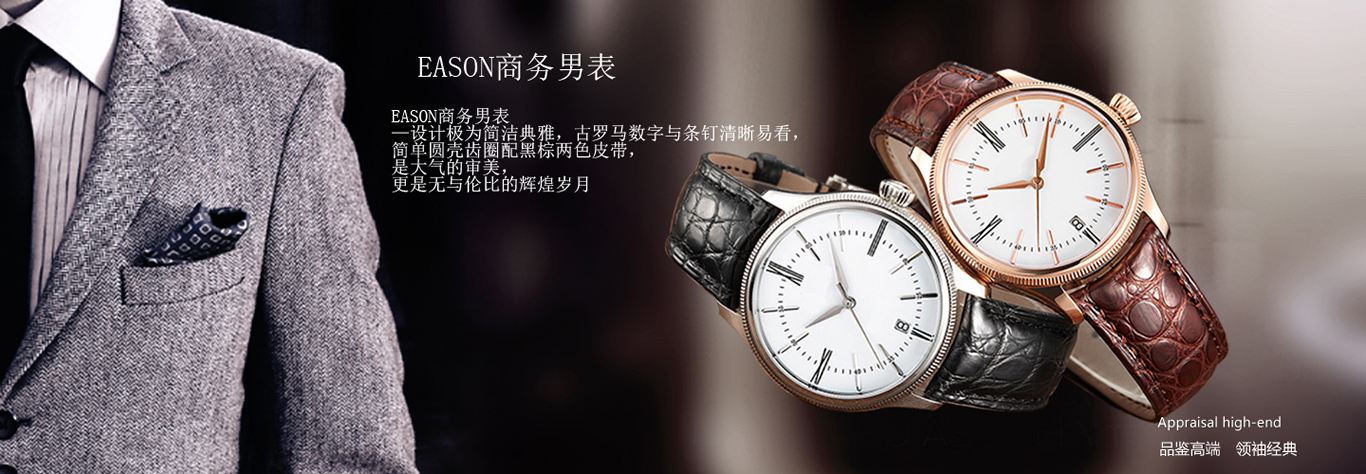 EASON商务男表
EASON商务男表
一设计极为简洁典雅，古罗马数字与条钉清晰易看，
简单圆壳齿圈配黑棕两色皮带，
是大气的审美，
更是无与伦比的辉煌岁月
Appraisal high-end
品鉴高端 领袖经典